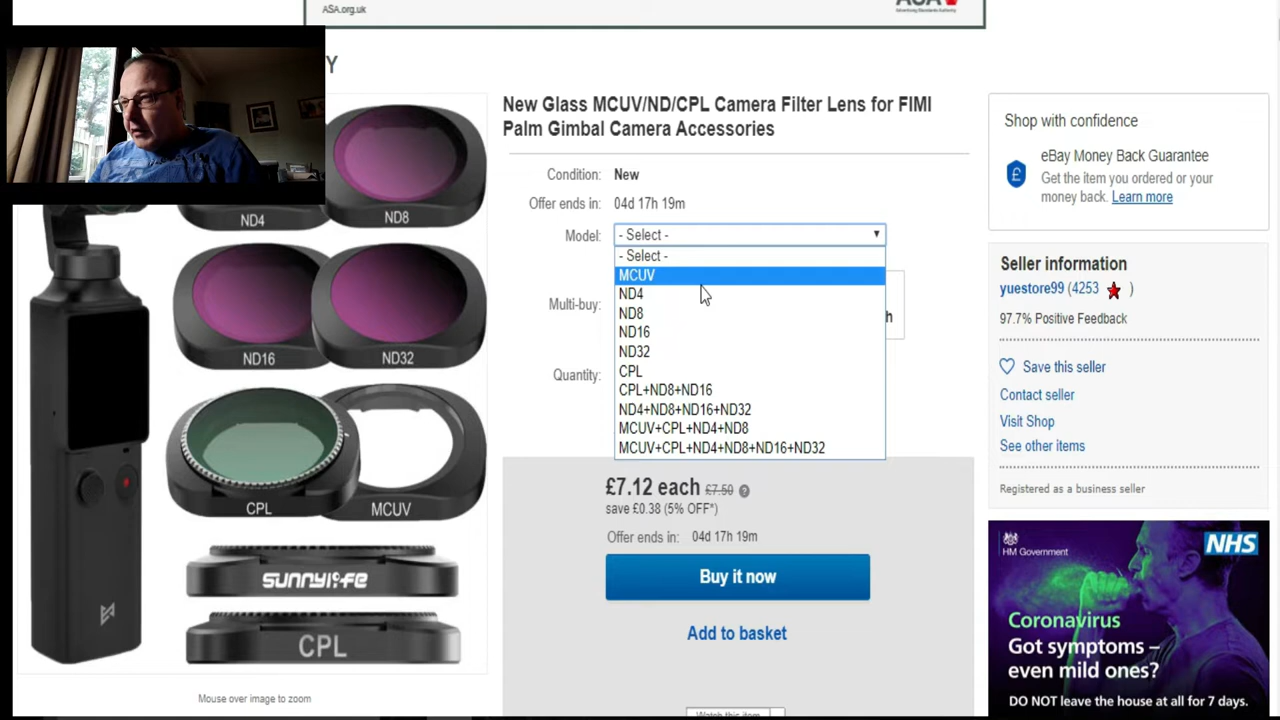 ASA.org.uk
Y
New Glass MCUV/ND/CPL Camera Filter Lens for FIMI
Palm Gimbal Camera Accessories
Condition: New
Offer ends in: 04d 17h 19m
Model: - Select -
- Select -
MCUV
ND4
ND8
ND16
ND32
CPL
CPL+ND8+ND16
ND4+ND8+ND16+ND32
MCUV+CPL+ND4+ND8
MCUV+CPL+ND4+ND8+ND16+ND32
Multi-buy:
h
Quantity:
£7.12 each £7.50 ?
save £0.38 (5% OFF*)
Offer ends in: 04d 17h 19m
Buy it now
Add to basket
Watch this item
ND4
ND8
ND16
ND32
CPL
MCUV
SUNNYLIFE
CPL
Mouse over image to zoom
Shop with confidence
eBay Money Back Guarantee
£
Get the item you ordered or your
money back. Learn more
Seller information
yuestore99 (4253 )
97.7% Positive Feedback
Save this seller
Contact seller
Visit Shop
See other items
Registered as a business seller
HM Government
NHS
Coronavirus
Got symptoms –
even mild ones?
DO NOT leave the house at all for 7 days.